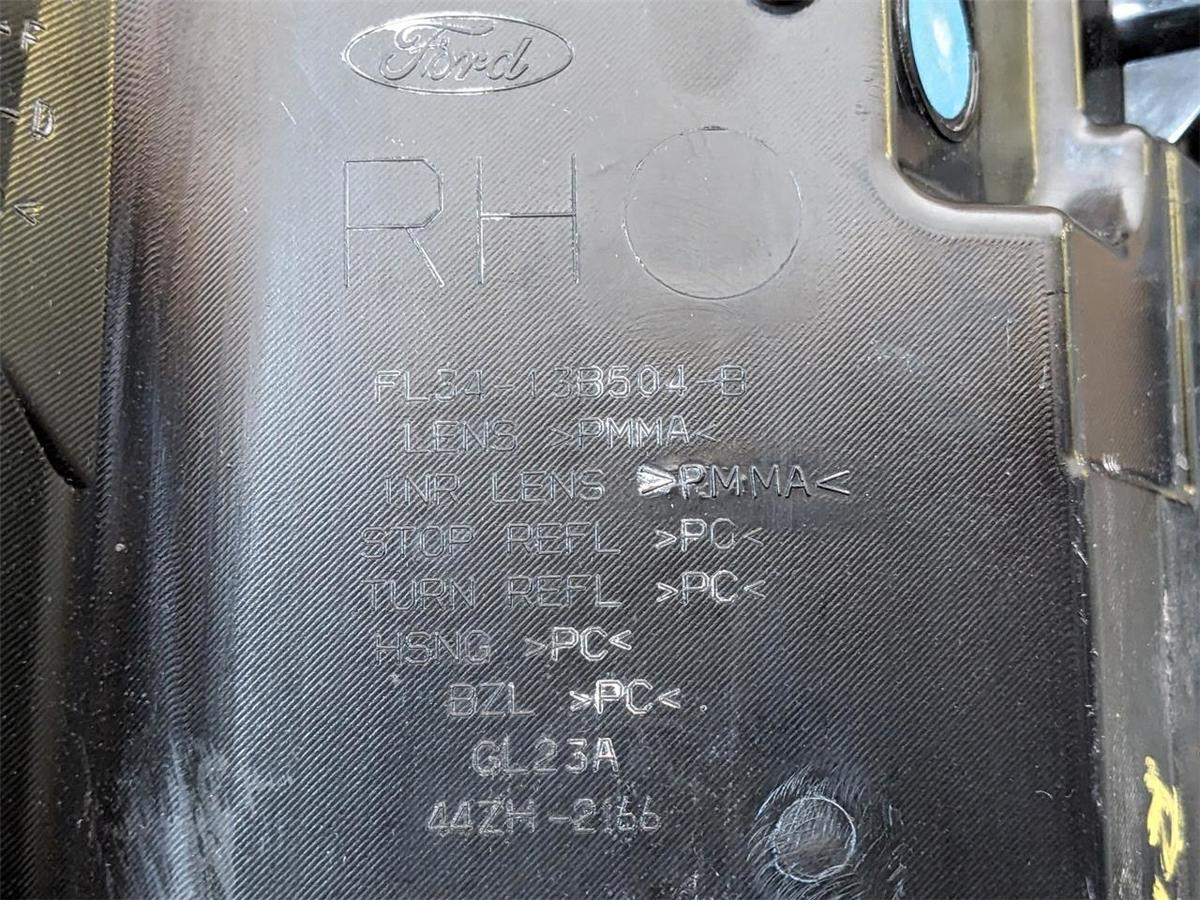 Ford
RH
FL34-13B504-B
LENS >PMMA<
INR LENS >PMMA<
STOP REFL >PC<
TURN REFL >PC<
HSNG >PC<
BZL >PC<
GL23A
44ZH-2166